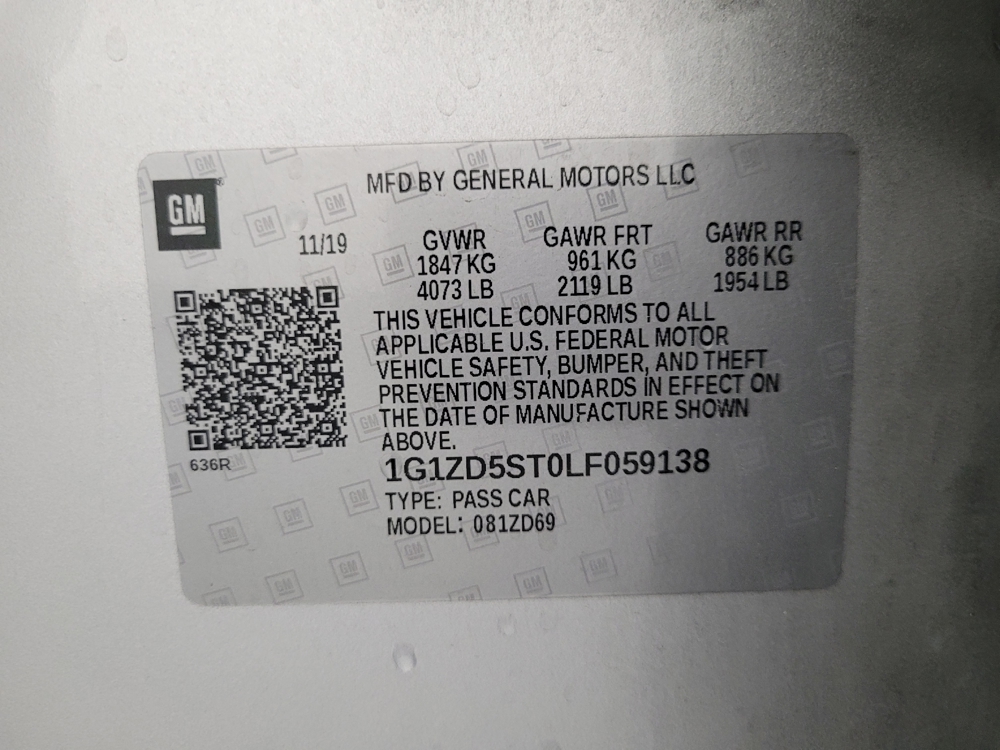 MFD BY GENERAL MOTORS LLC
GM
11/19
GVWR GAWR FRT GAWR RR
1847 KG 961 KG 886 KG
4073 LB 2119 LB 1954 LB
THIS VEHICLE CONFORMS TO ALL
APPLICABLE U.S. FEDERAL MOTOR
VEHICLE SAFETY, BUMPER, AND THEFT
PREVENTION STANDARDS IN EFFECT ON
THE DATE OF MANUFACTURE SHOWN
ABOVE.
636R
1G1ZD5ST0LF059138
TYPE: PASS CAR
MODEL: 081ZD69